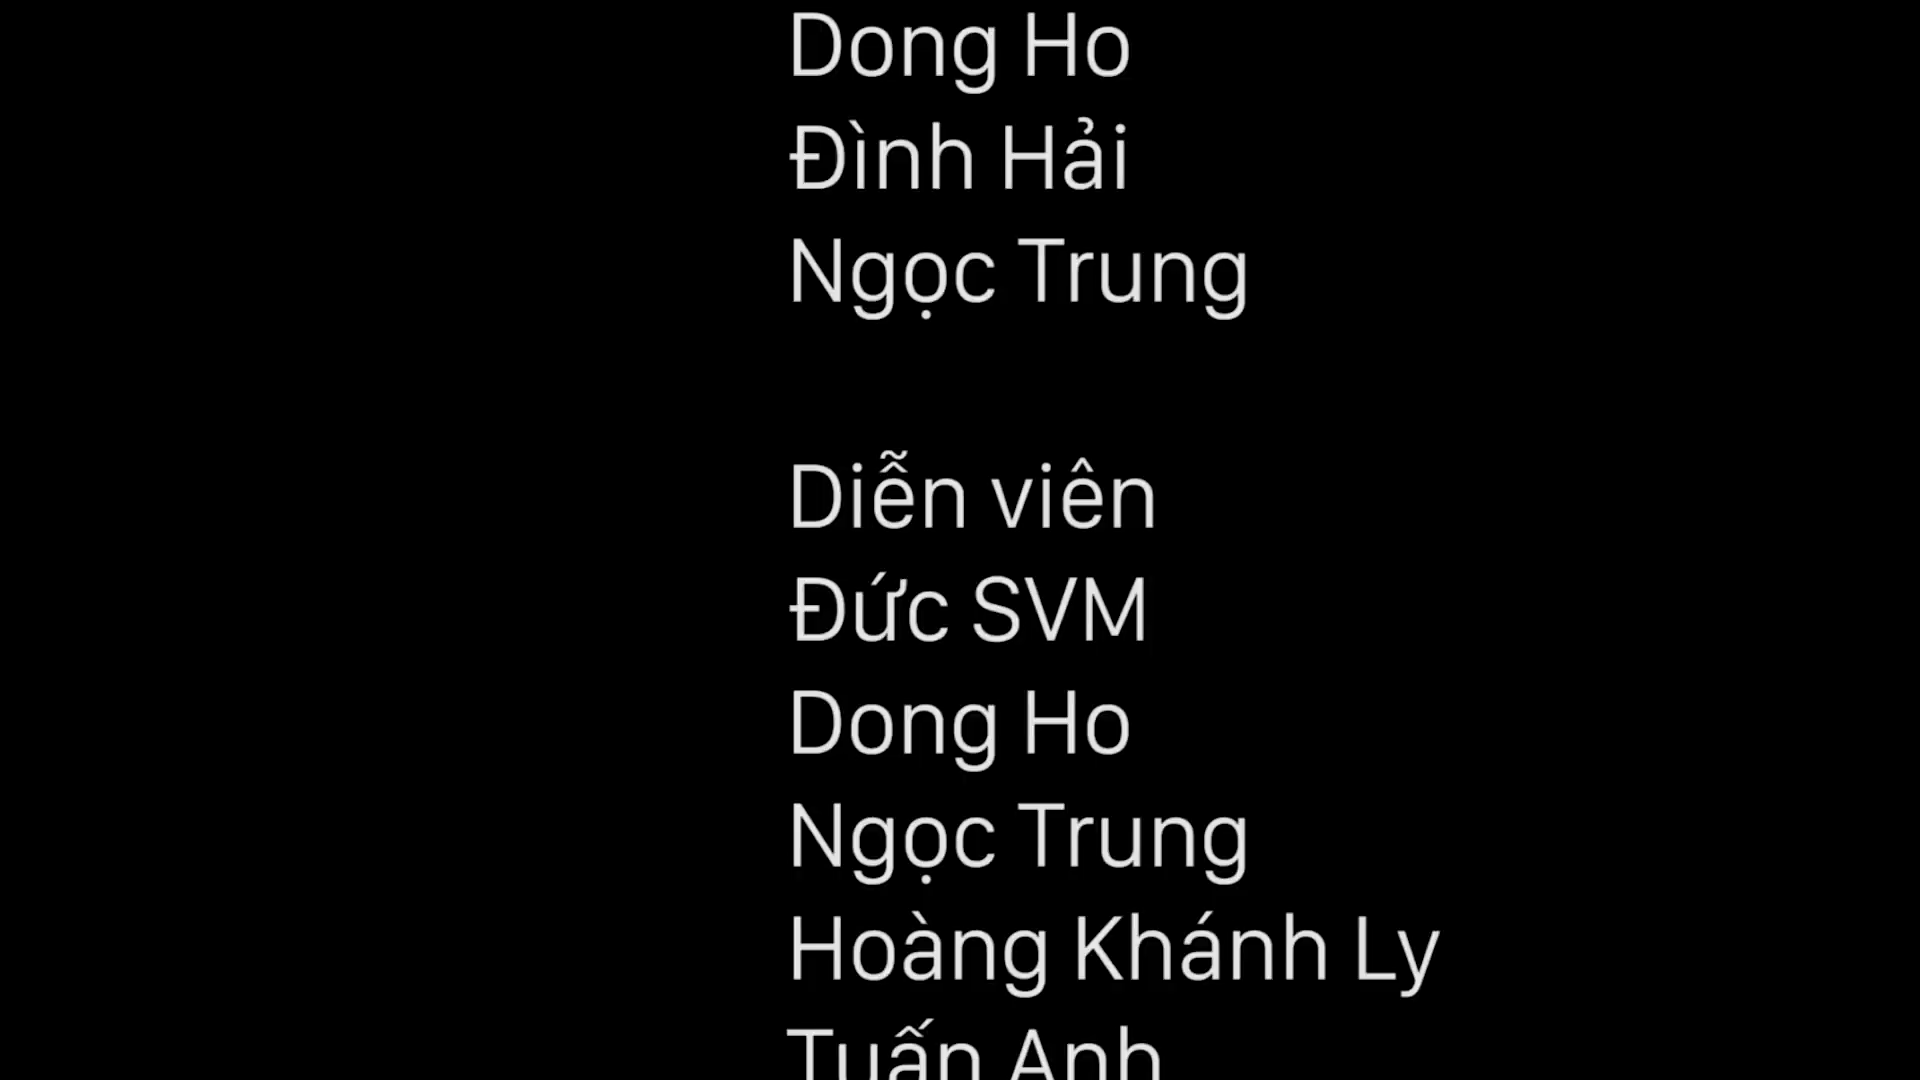 Dong Ho
Đình Hải
Ngọc Trung
Diễn viên
Đức SVM
Dong Ho
Ngọc Trung
Hoàng Khánh Ly
Tuấn Anh